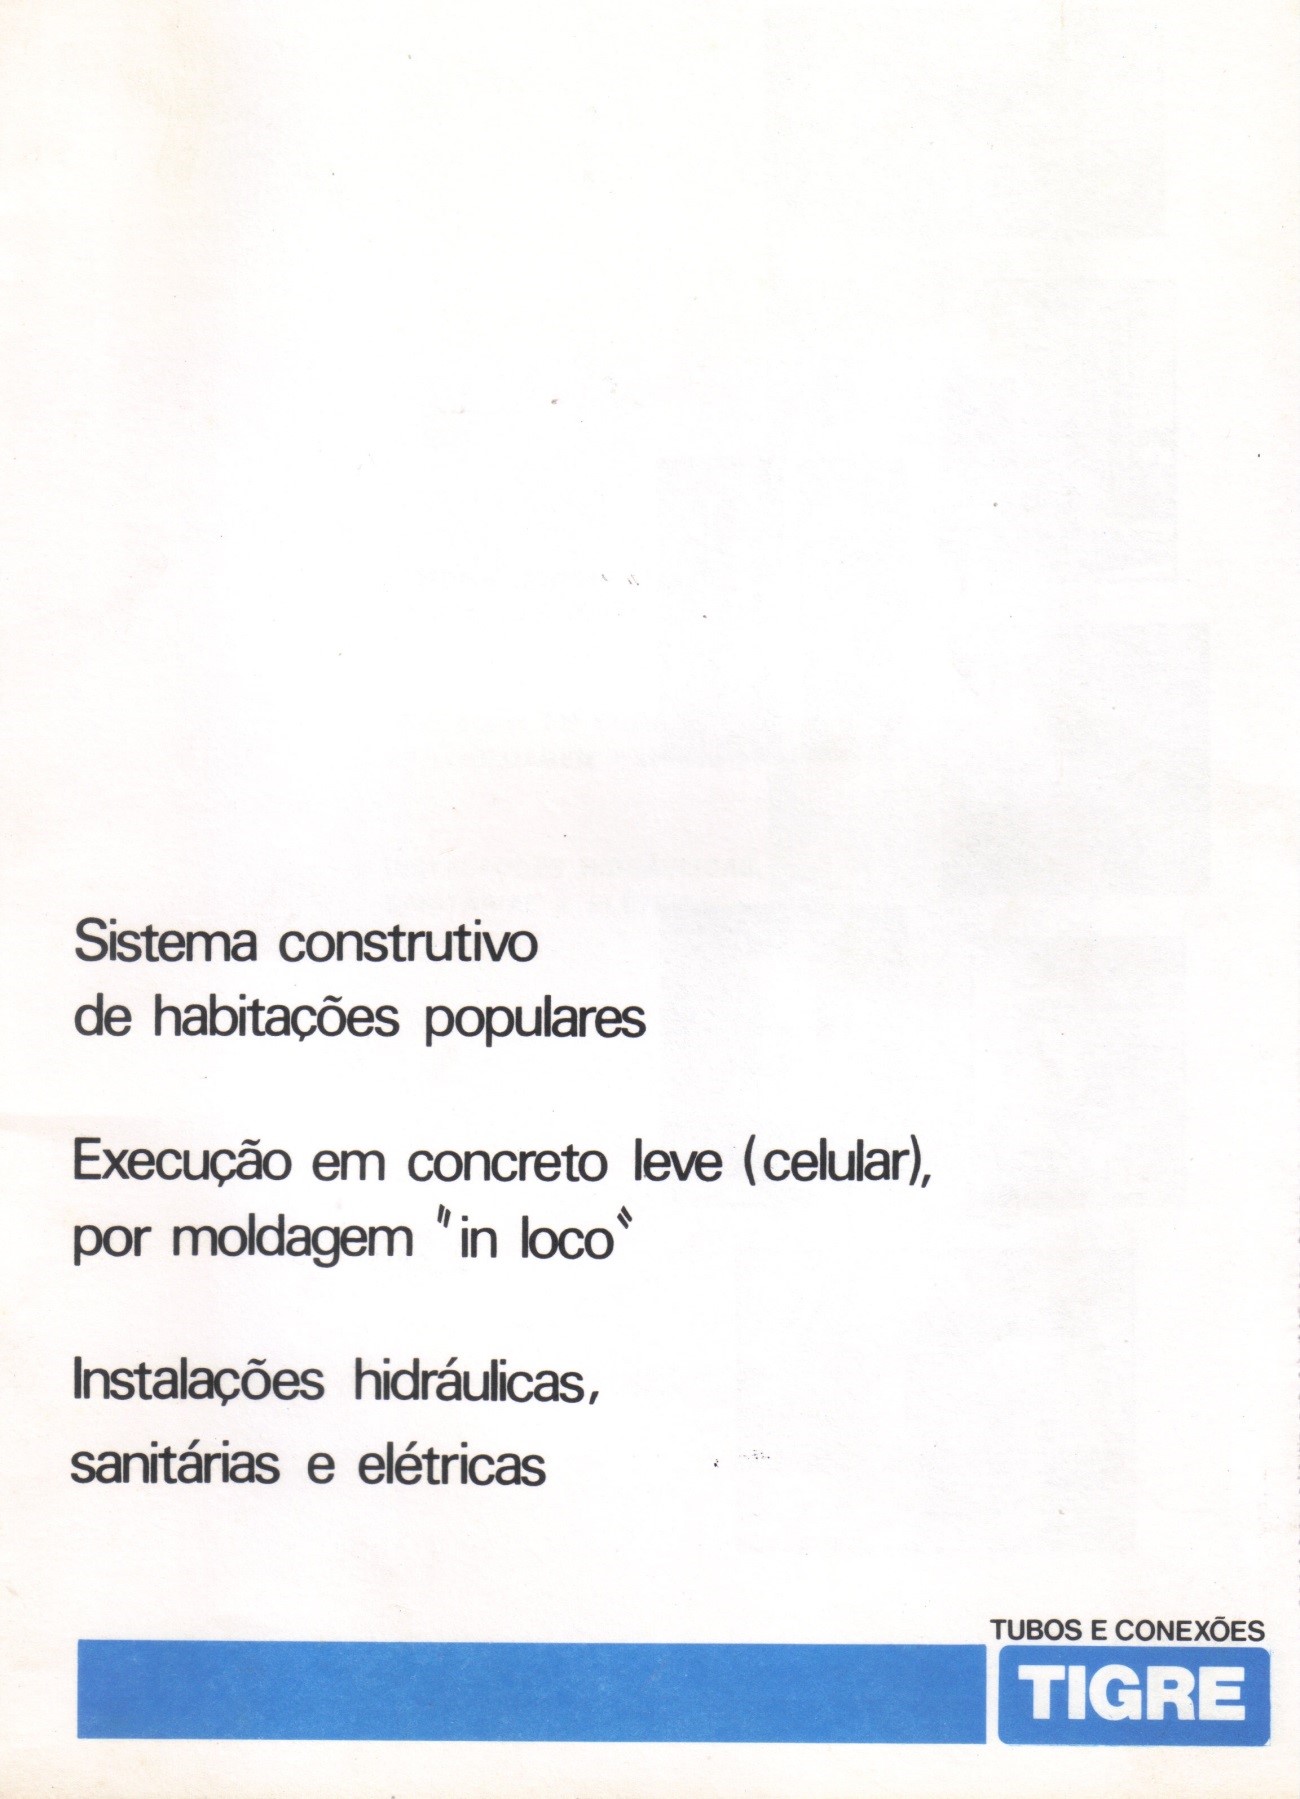 Sistema construtivo
de habitações populares
Execução em concreto leve (celular),
por moldagem "in loco"
Instalações hidráulicas,
sanitárias e elétricas
TUBOS E CONEXÕES
TIGRE